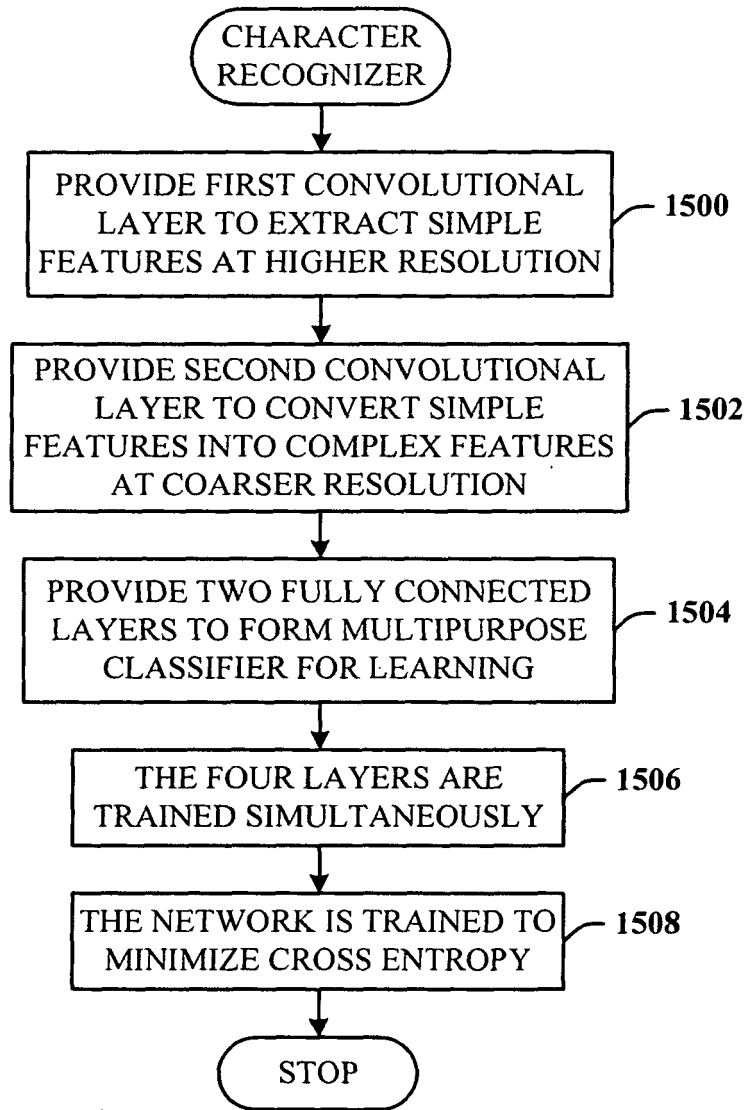 CHARACTER
RECOGNIZER
PROVIDE FIRST CONVOLUTIONAL
LAYER TO EXTRACT SIMPLE
FEATURES AT HIGHER RESOLUTION
1500
PROVIDE SECOND CONVOLUTIONAL
LAYER TO CONVERT SIMPLE
FEATURES INTO COMPLEX FEATURES
AT COARSER RESOLUTION
1502
PROVIDE TWO FULLY CONNECTED
LAYERS TO FORM MULTIPURPOSE
CLASSIFIER FOR LEARNING
1504
THE FOUR LAYERS ARE
TRAINED SIMULTANEOUSLY
1506
THE NETWORK IS TRAINED TO
MINIMIZE CROSS ENTROPY
1508
STOP